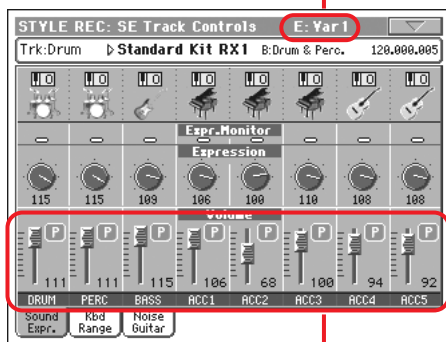 STYLE REC: SE Track Controls E: Var1
Trk:Drum ▷Standard Kit RX1 B:Drum & Perc. 120.000.005
Expr.Monitor
Expression
115 115 109 106 100 110 108 108
Volume
P P P P P P P P
111 111 115 106 68 100 94 92
DRUM PERC BASS ACC1 ACC2 ACC3 ACC4 ACC5
Sound Expr. Kbd Range Noise Guitar